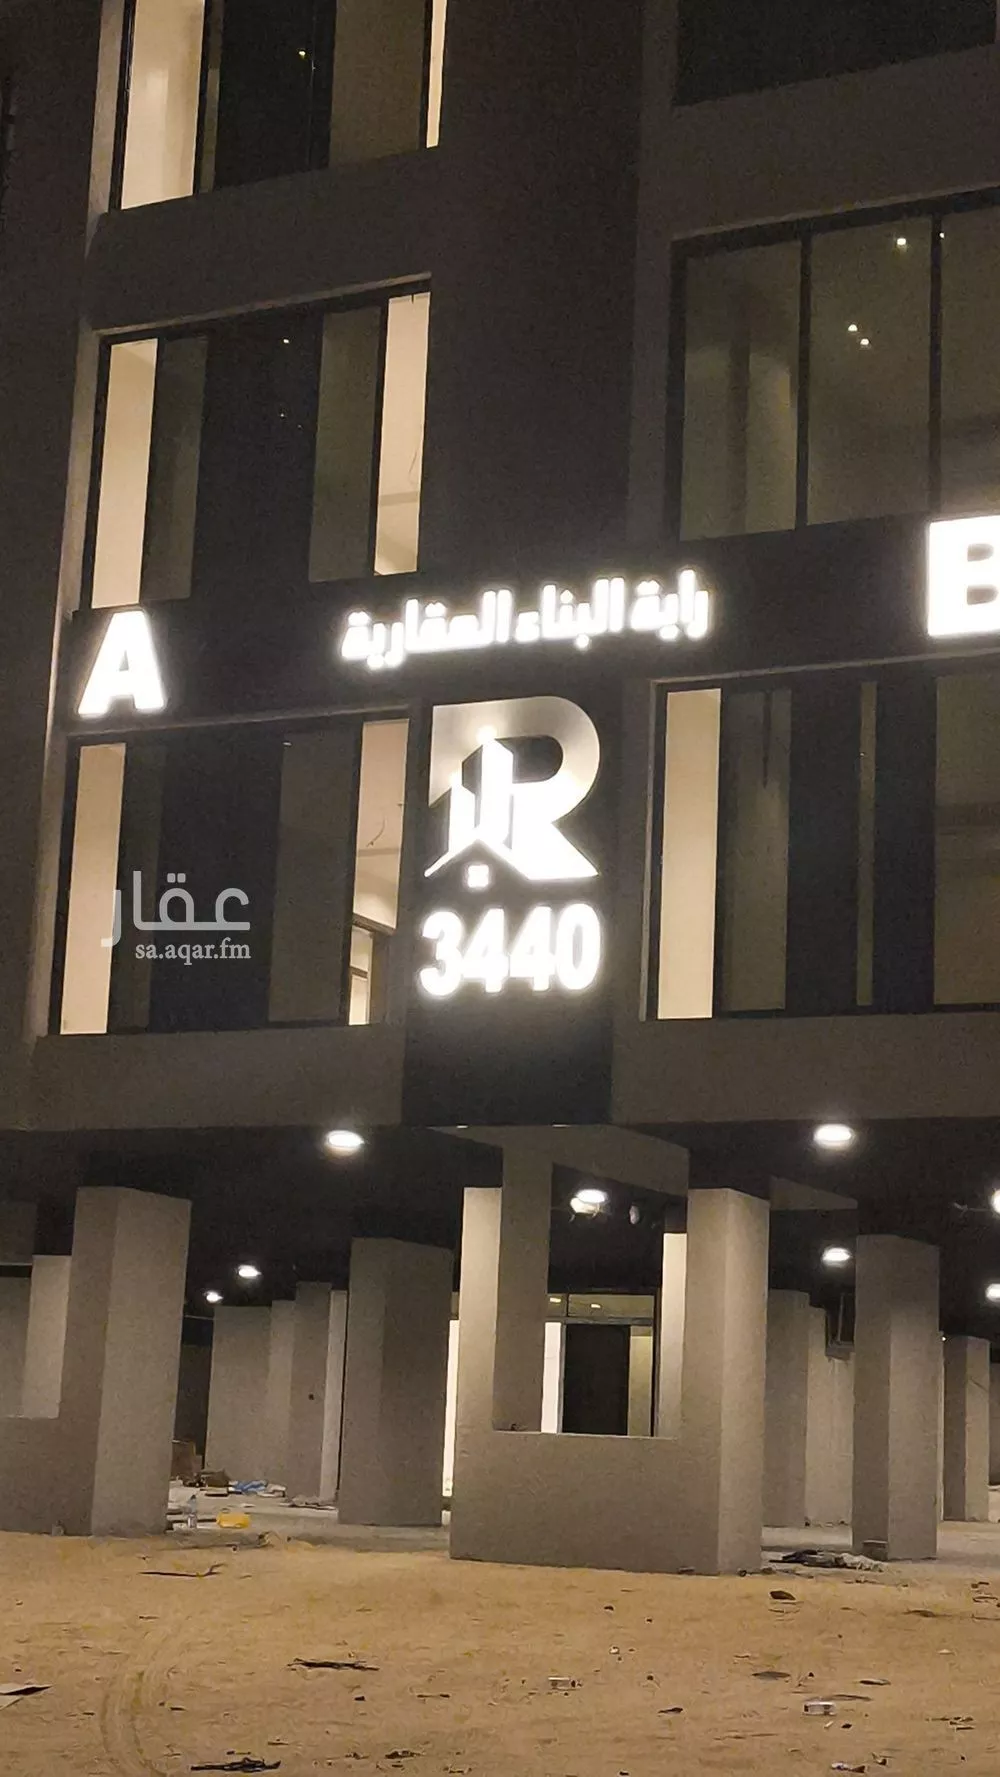 راية البناء العقارية
A
B
R
3440
عقار
sa.aqar.fm